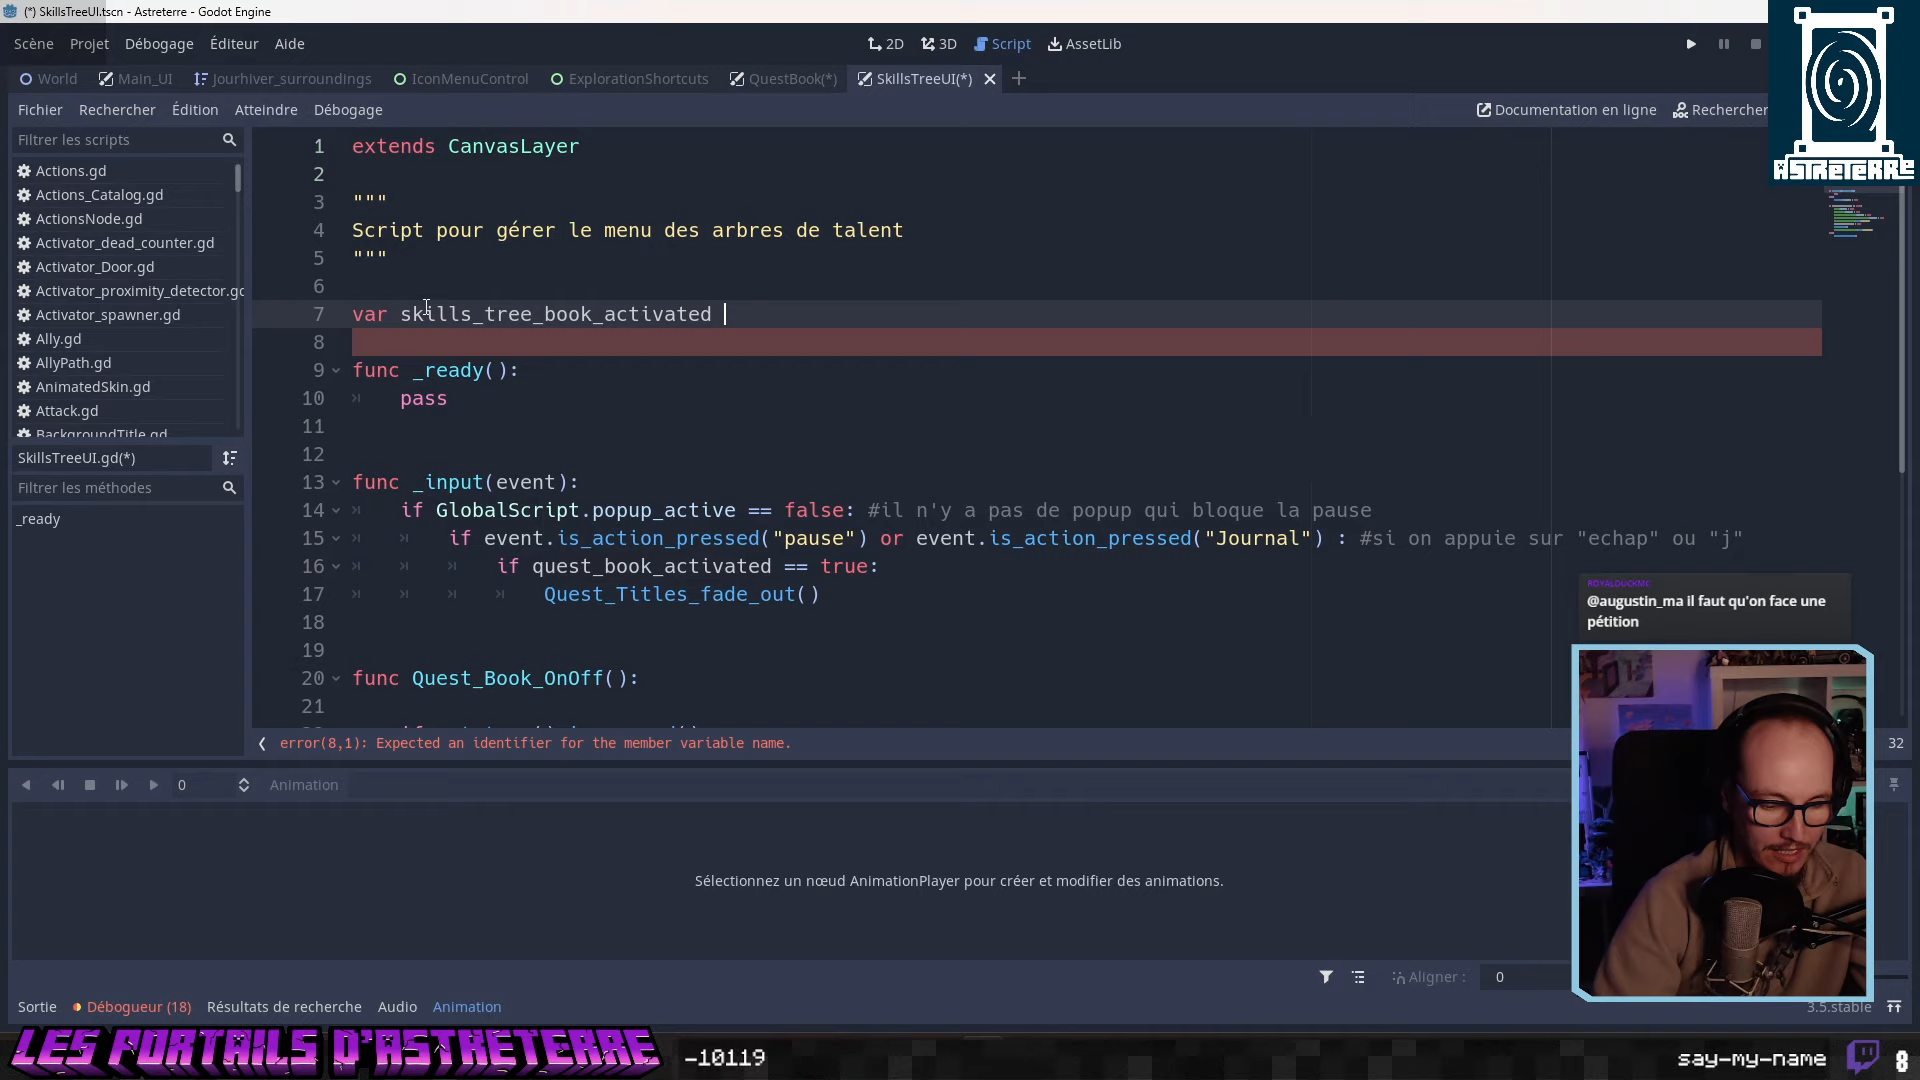 (*) SkillsTreeUI.tscn - Astreterre - Godot Engine
Scène Projet Débogage Éditeur Aide
2D 3D Script AssetLib
World Main_UI Jourhiver_surroundings IconMenuControl ExplorationShortcuts QuestBook(*) SkillsTreeUI(*)
Fichier Rechercher Édition Atteindre Débogage
Documentation en ligne Rechercher
ASTRETERRE
Filtrer les scripts
Actions.gd
Actions_Catalog.gd
ActionsNode.gd
Activator_dead_counter.gd
Activator_Door.gd
Activator_proximity_detector.gd
Activator_spawner.gd
Ally.gd
AllyPath.gd
AnimatedSkin.gd
Attack.gd
BackgroundTitle.gd
SkillsTreeUI.gd(*)
Filtrer les méthodes
_ready
1 extends CanvasLayer
2
3 """
4 Script pour gérer le menu des arbres de talent
5 """
6
7 var skills_tree_book_activated
8
9 func _ready():
10 pass
11
12
13 func _input(event):
14 if GlobalScript.popup_active == false: #il n'y a pas de popup qui bloque la pause
15 if event.is_action_pressed("pause") or event.is_action_pressed("Journal") : #si on appuie sur "echap" ou "j"
16 if quest_book_activated == true:
17 Quest_Titles_fade_out()
18
19
20 func Quest_Book_OnOff():
21
error(8,1): Expected an identifier for the member variable name.
32
ROYALDUCKME
@augustin_ma il faut qu'on face une
pétition
0 Animation
Sélectionnez un nœud AnimationPlayer pour créer et modifier des animations.
Aligner : 0
Sortie Débogueur (18) Résultats de recherche Audio Animation
3.5.stable
LES PORTAILS D'ASTRETERRE
-10119
say-my-name
8